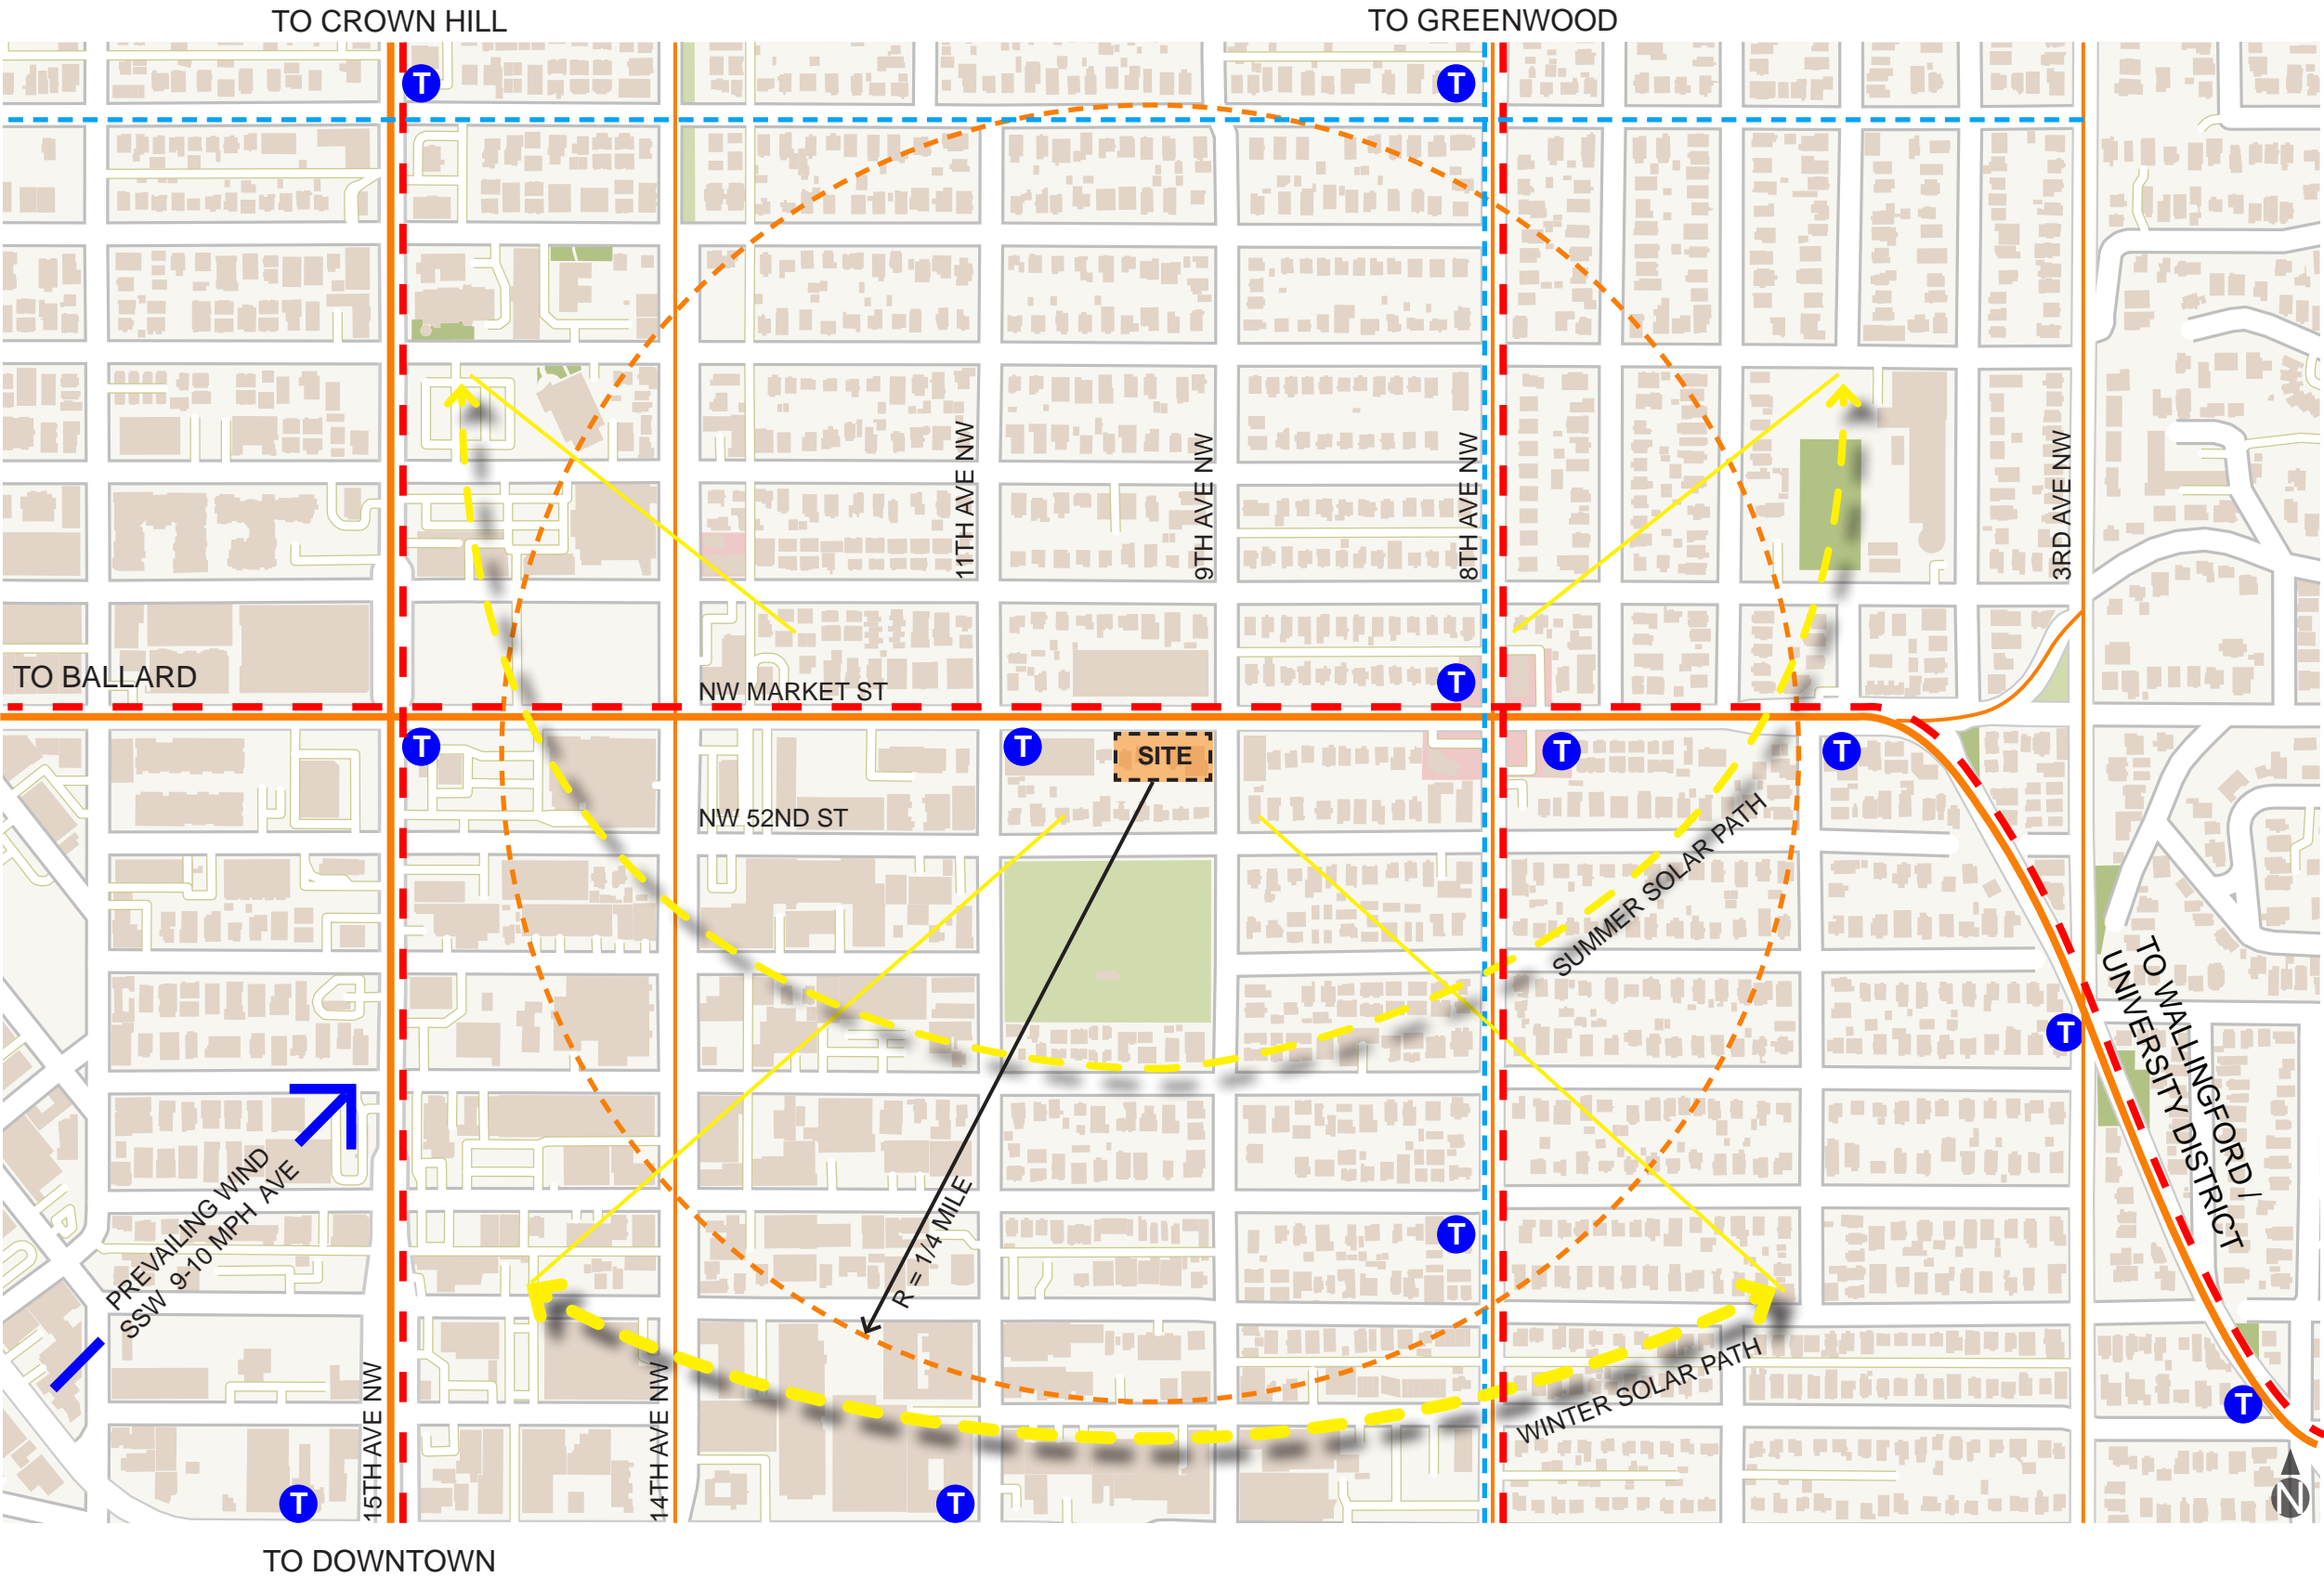 TO CROWN HILL
TO GREENWOOD
T
T
11TH AVE NW
9TH AVE NW
8TH AVE NW
3RD AVE NW
TO BALLARD
NW MARKET ST
T
T
T
SITE
T
T
NW 52ND ST
SUMMER SOLAR PATH
TO WALLINGFORD /
UNIVERSITY DISTRICT
T
PREVAILING WIND
SSW 9-10 MPH AVE
R = 1/4 MILE
T
WINTER SOLAR PATH
15TH AVE NW
14TH AVE NW
T
T
T
N
TO DOWNTOWN